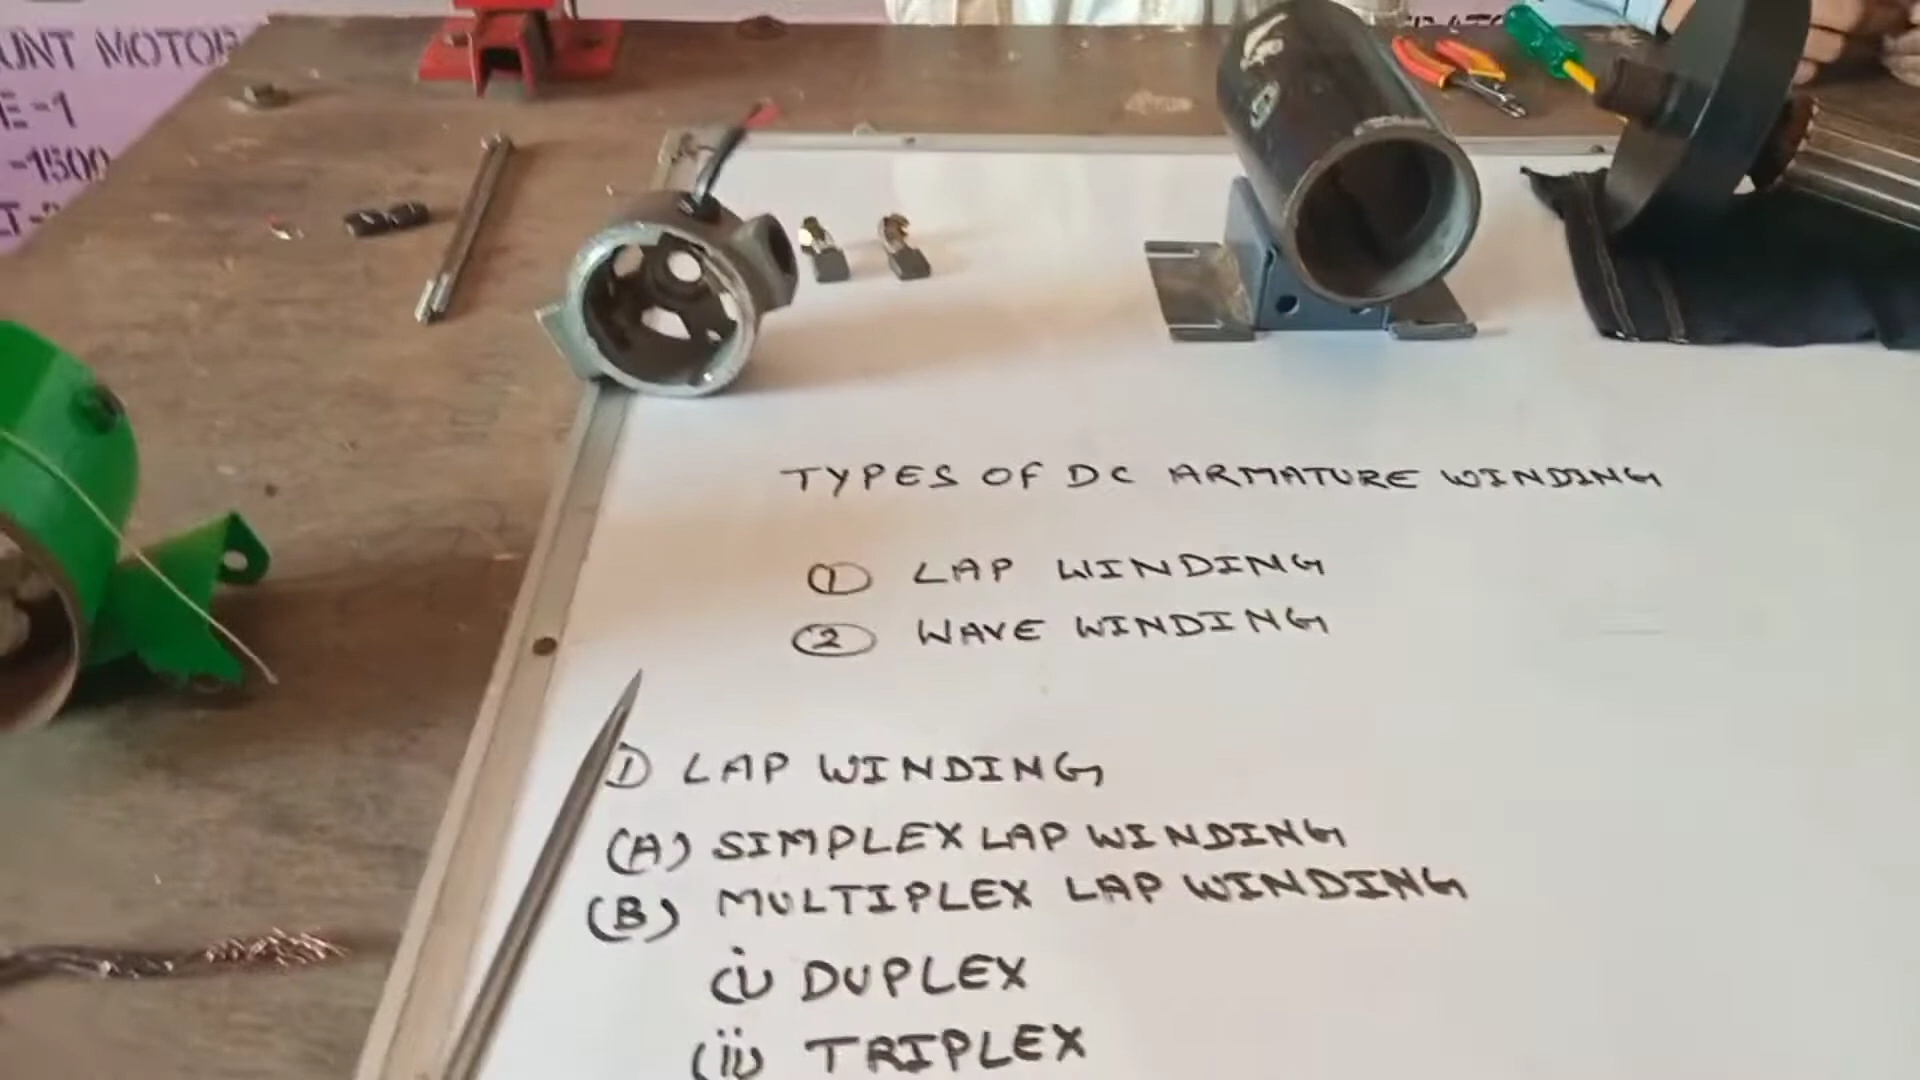 UNT MOTOR
E-1
-1500
TYPES OF DC ARMATURE WINDING
① LAP WINDING
② WAVE WINDING
① LAP WINDING
(A) SIMPLEX LAP WINDING
(B) MULTIPLEX LAP WINDING
(i) DUPLEX
(ii) TRIPLEX